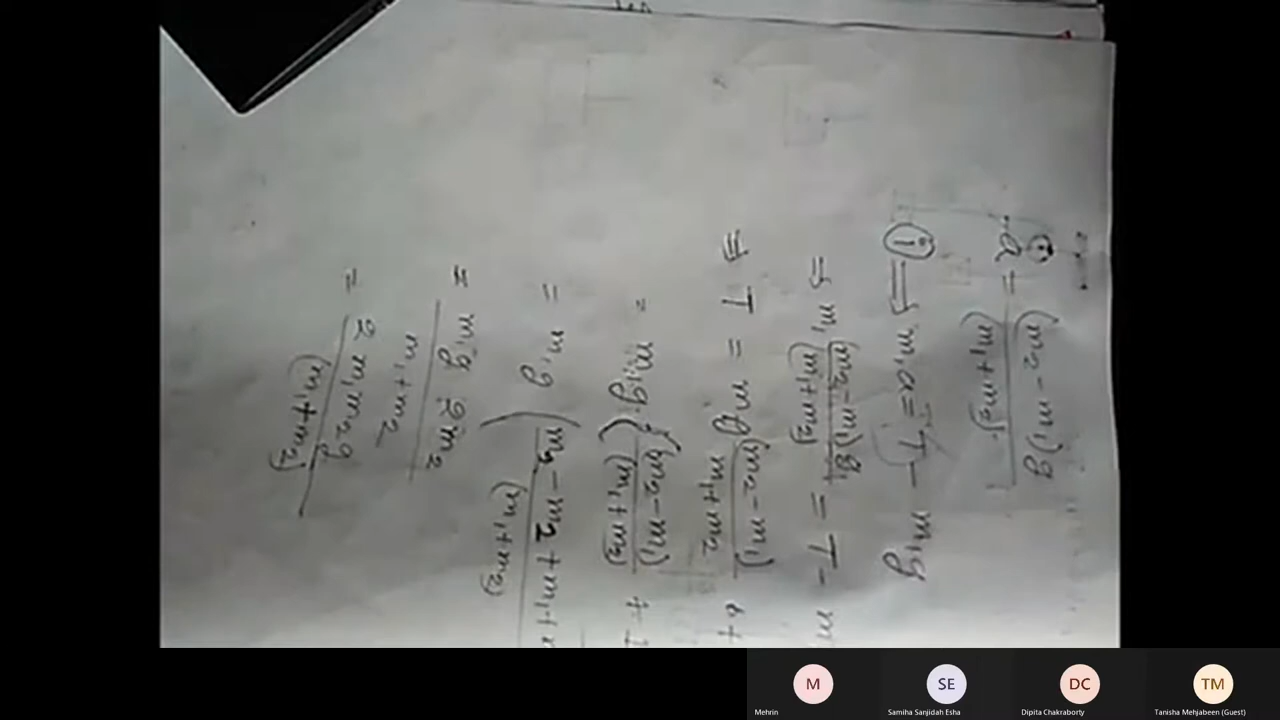 a = (m₂ - m₁)g / (m₁+m₂)
(i) ⇒ m₁a = T - m₁g
⇒ m₁ (m₂-m₁)g / (m₁+m₂) = T - m
⇒ T = m₁g (m₂-m₁) / m₁+m₂ +
= m₁g { (m₂-m₁) / (m₁+m₂) + 1
= m₁g ( + m₁+ / (m₁+m₂)
= m₁g 2m₂ / m₁+m₂
= 2m₁m₂g / (m₁+m₂)
M
SE
DC
TM
Mehrin
Samiha Sanjidah Esha
Dipita Chakraborty
Tanisha Mehjabeen (Guest)